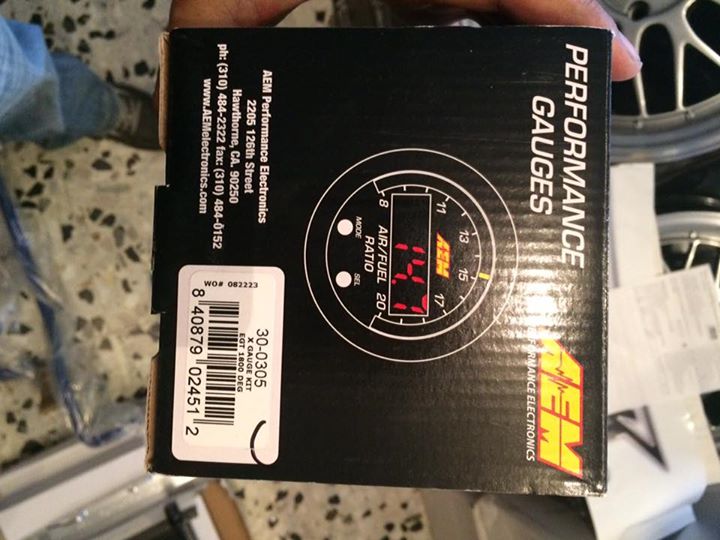 PERFORMANCE
GAUGES
AEM
PERFORMANCE ELECTRONICS
8
11
13
15
17
20
AEM
14.7
AIR/FUEL
RATIO
MODE
SEL
AEM Performance Electronics
2205 126th Street
Hawthorne, CA. 90250
ph: (310) 484-2322 fax: (310) 484-0152
www.AEMelectronics.com
WO# 082223
30-0305
X GAUGE KIT
EGT 1800 DEG
8 40879 02451 2